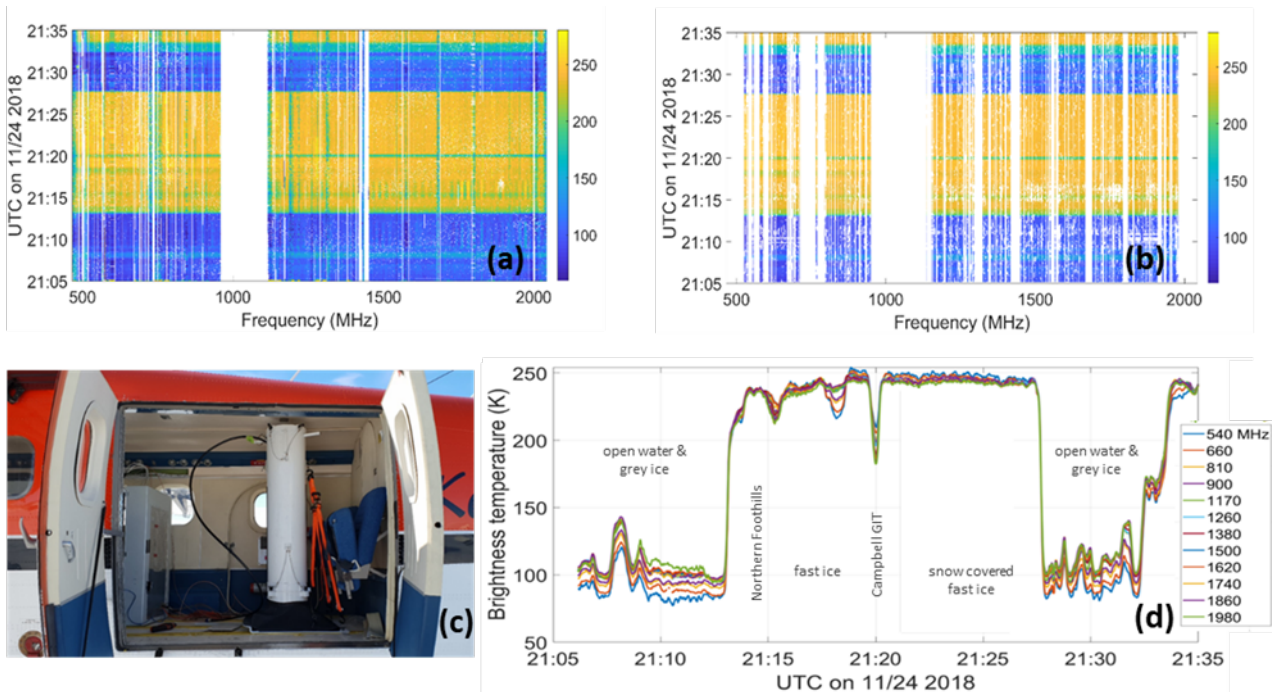 21:35
21:30
21:25
21:20
21:15
21:10
21:05
UTC on 11/24 2018
500
1000
1500
2000
Frequency (MHz)
250
200
150
100
(a)
21:35
21:30
21:25
21:20
21:15
21:10
21:05
UTC on 11/24 2018
500
1000
1500
2000
Frequency (MHz)
250
200
150
100
(b)
(c)
250
200
150
100
50
Brightness temperature (K)
open water &
grey ice
Northern Foothills
fast ice
Campbell GIT
snow covered
fast ice
open water &
grey ice
(d)
540 MHz
660
810
900
1170
1260
1380
1500
1620
1740
1860
1980
21:05
21:10
21:15
21:20
21:25
21:30
21:35
UTC on 11/24 2018